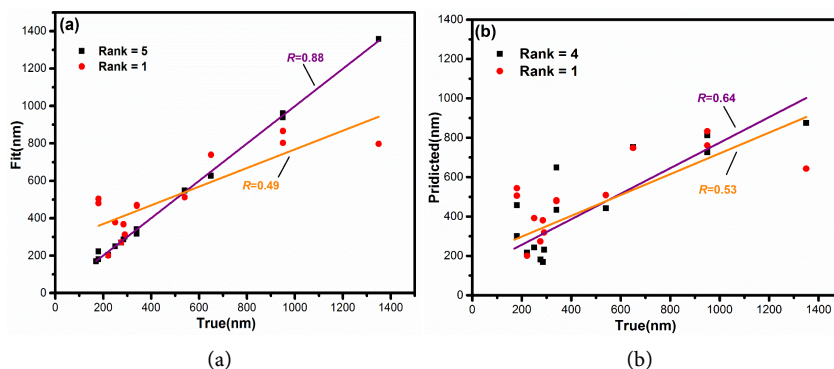 (a)
Rank = 5
Rank = 1
R=0.88
R=0.49
Fit(nm)
1400
1200
1000
800
600
400
200
0
0 200 400 600 800 1000 1200 1400
True(nm)
(a)
(b)
Rank = 4
Rank = 1
R=0.64
R=0.53
Pridicted(nm)
1400
1200
1000
800
600
400
200
0
0 200 400 600 800 1000 1200 1400
True(nm)
(b)